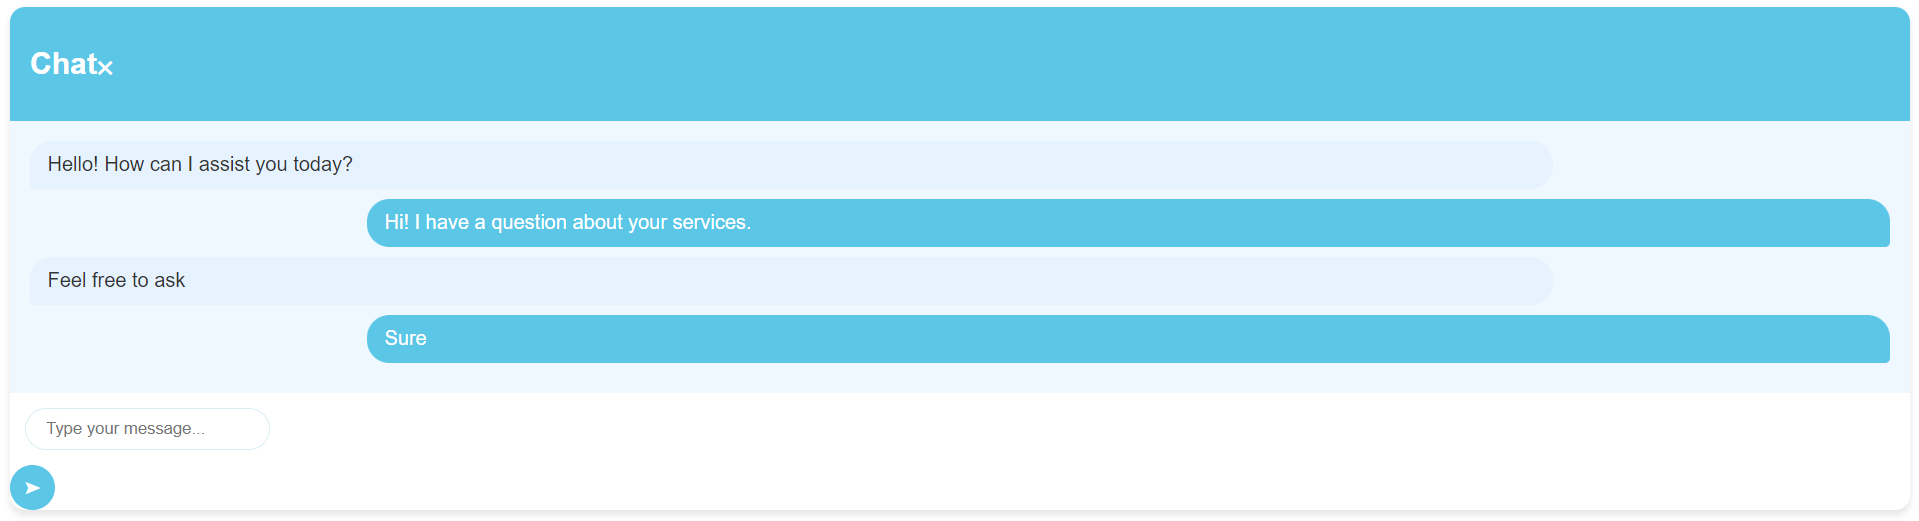 Chat×
Hello! How can I assist you today?
Hi! I have a question about your services.
Feel free to ask
Sure
Type your message...
➤